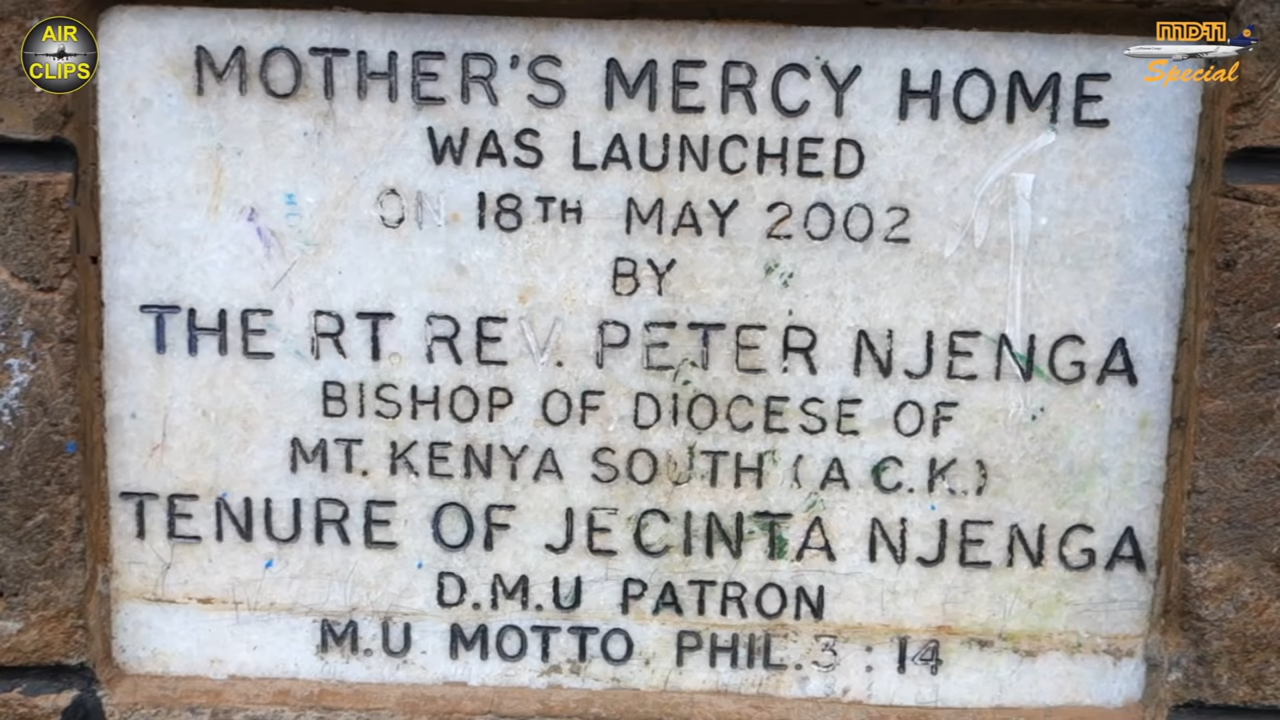 AIR
CLIPS
MD11
Special
MOTHER'S MERCY HOME
WAS LAUNCHED
ON 18TH MAY 2002
BY
THE RT. REV. PETER NJENGA
BISHOP OF DIOCESE OF
MT. KENYA SOUTH (A.C.K.)
TENURE OF JECINTA NJENGA
D.M.U PATRON
M.U MOTTO PHIL.3 : 14